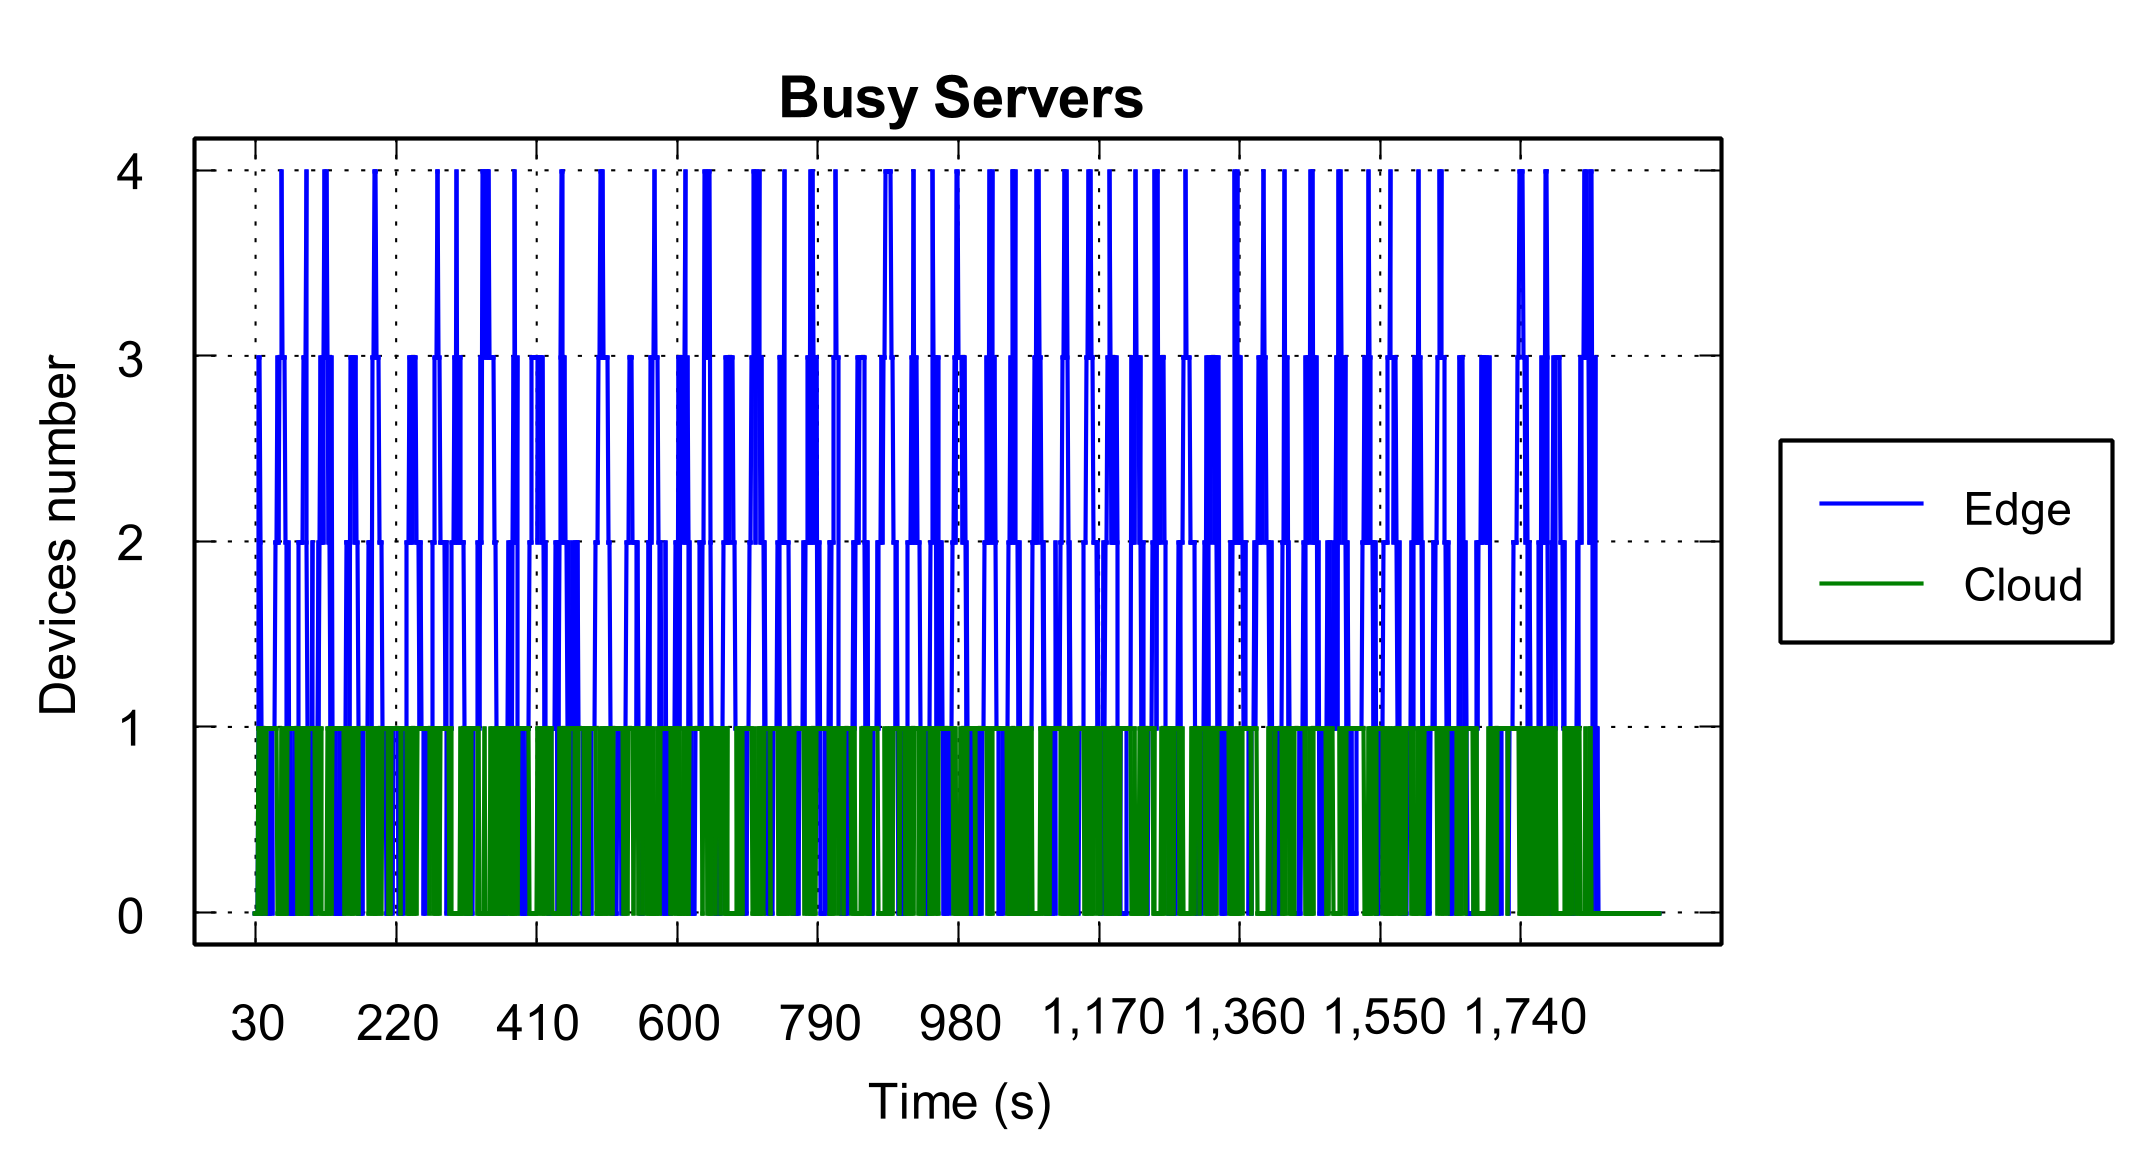 Busy Servers
4
3
2
1
0
Devices number
30 220 410 600 790 980 1,170 1,360 1,550 1,740
Time (s)
Edge
Cloud